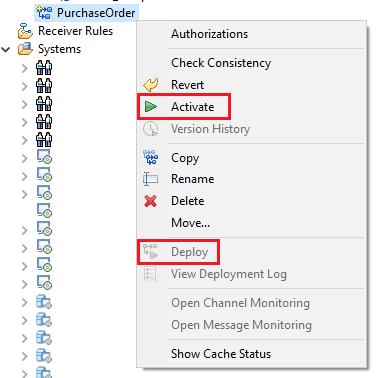 PurchaseOrder
Receiver Rules
Systems
Authorizations
Check Consistency
Revert
Activate
Version History
Copy
Rename
Delete
Move...
Deploy
View Deployment Log
Open Channel Monitoring
Open Message Monitoring
Show Cache Status